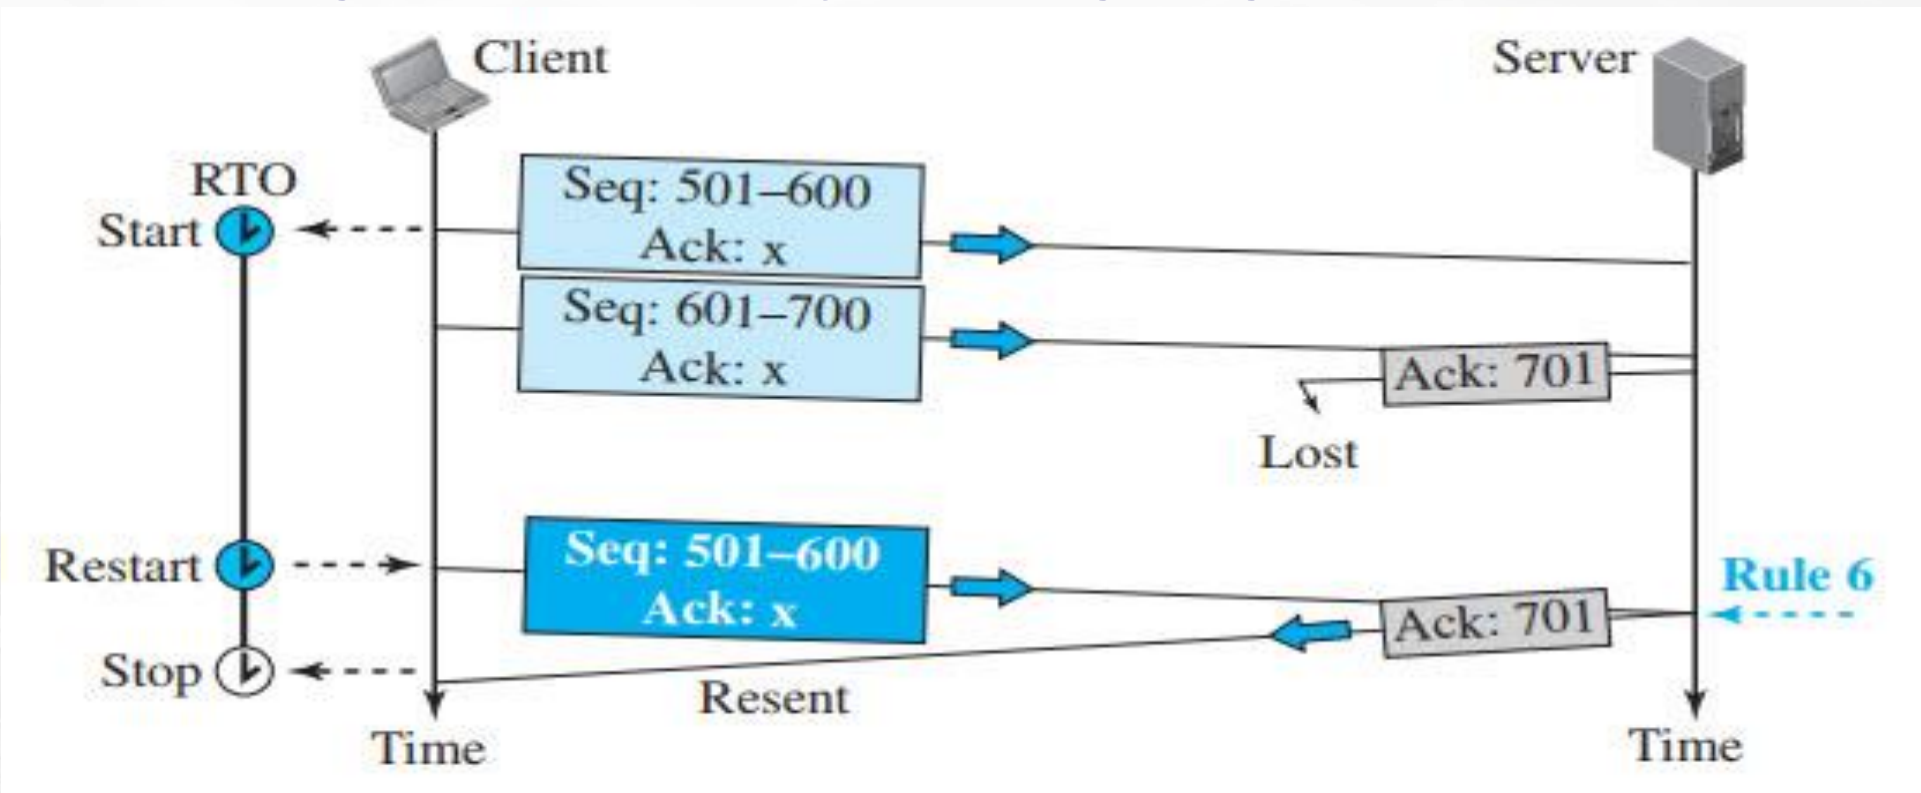 Client
Server
RTO
Start
Seq: 501–600
Ack: x
Seq: 601–700
Ack: x
Ack: 701
Lost
Restart
Seq: 501–600
Ack: x
Rule 6
Ack: 701
Stop
Resent
Time
Time